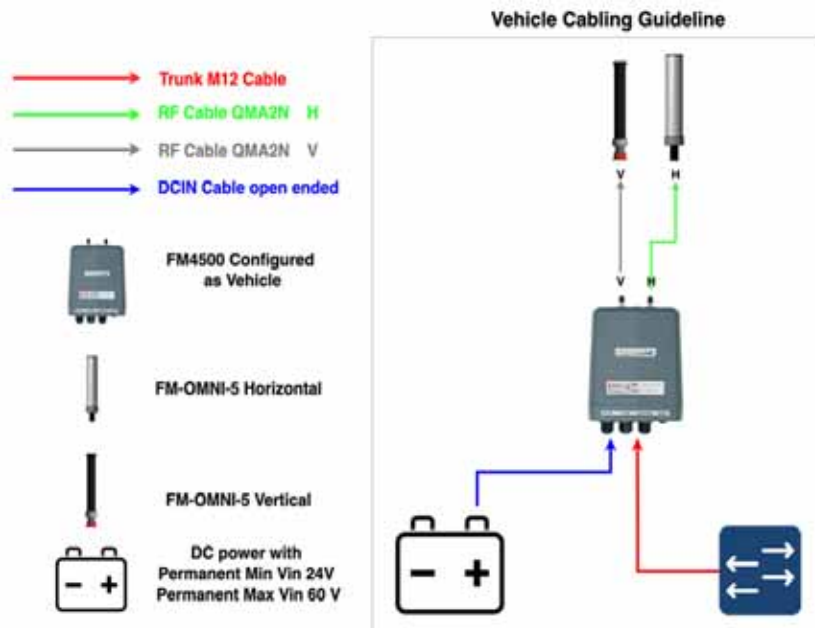 Vehicle Cabling Guideline
Trunk M12 Cable
RF Cable QMA2N H
RF Cable QMA2N V
DCIN Cable open ended
FM4500 Configured
as Vehicle
FM-OMNI-5 Horizontal
FM-OMNI-5 Vertical
DC power with
Permanent Min Vin 24V
Permanent Max Vin 60 V
V H
V H